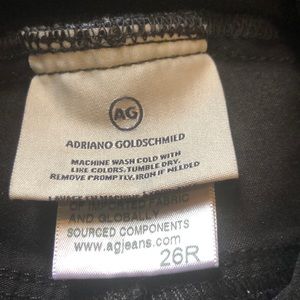 AG
ADRIANO GOLDSCHMIED
MACHINE WASH COLD WITH
LIKE COLORS. TUMBLE DRY.
REMOVE PROMPTLY. IRON IF NEEDED
FABRIC
AND GLOBALLY
SOURCED COMPONENTS
www.agjeans.com
26R